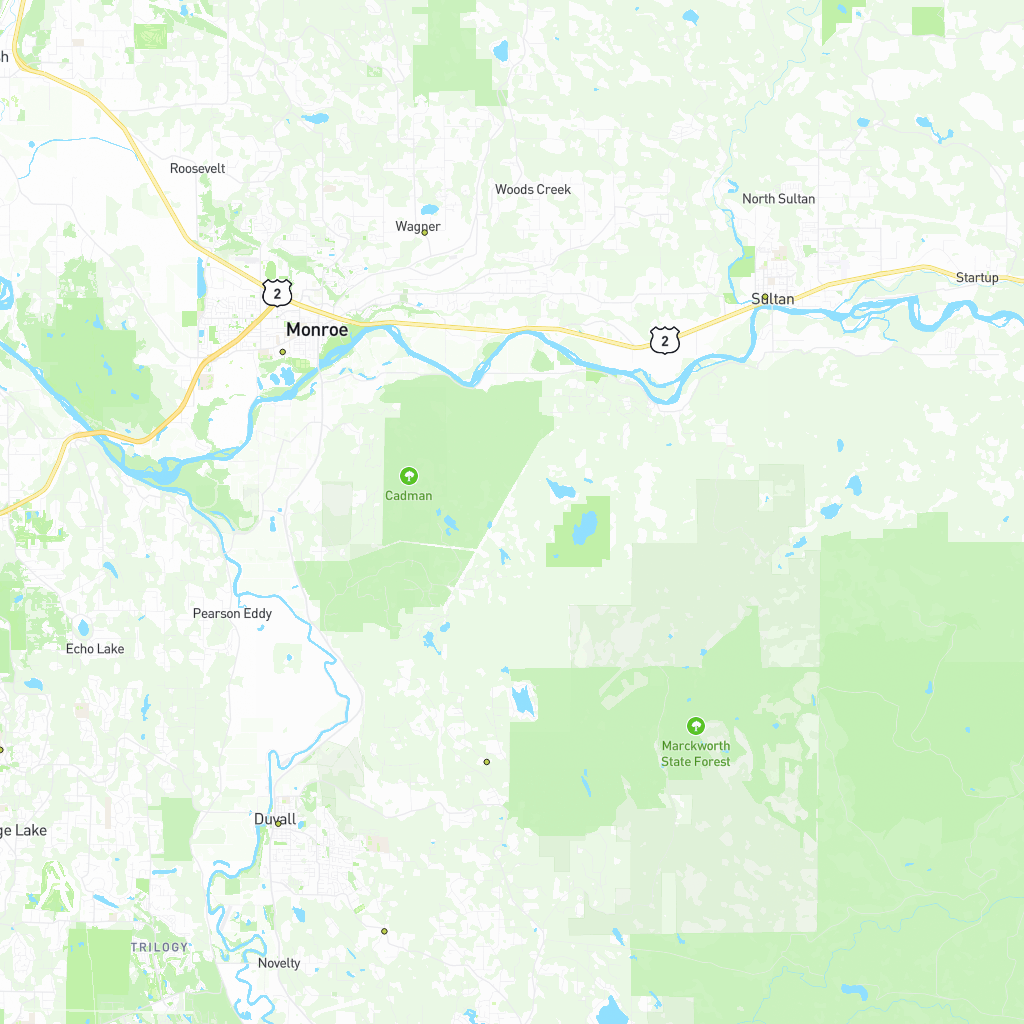 Roosevelt
Woods Creek
North Sultan
Wagner
Startup
2
Sultan
Monroe
2
Cadman
Pearson Eddy
Echo Lake
Marckworth
State Forest
Duvall
ge Lake
TRILOGY
Novelty